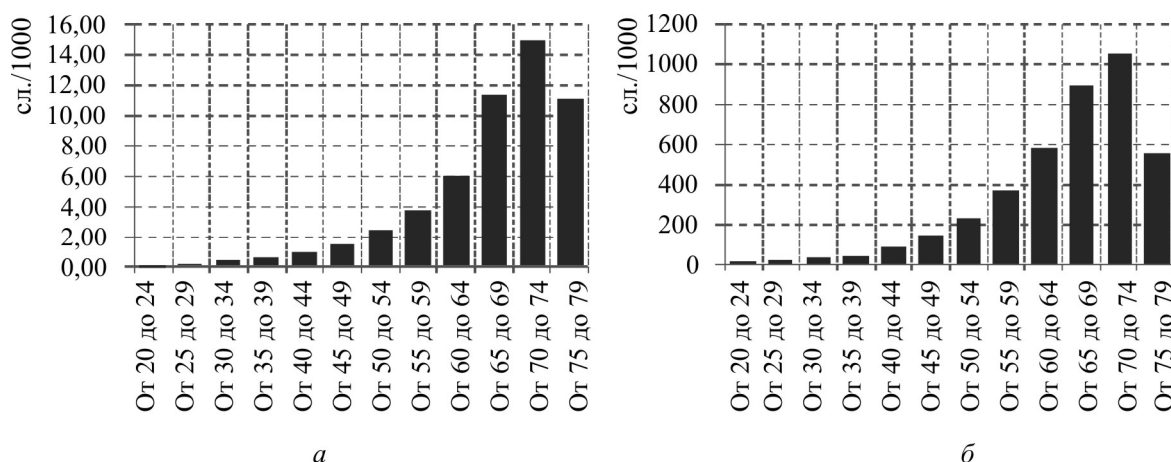 сл./1000
16,00
14,00
12,00
10,00
8,00
6,00
4,00
2,00
0,00
От 20 до 24
От 25 до 29
От 30 до 34
От 35 до 39
От 40 до 44
От 45 до 49
От 50 до 54
От 55 до 59
От 60 до 64
От 65 до 69
От 70 до 74
От 75 до 79
а
сл./1000
1200
1000
800
600
400
200
0
От 20 до 24
От 25 до 29
От 30 до 34
От 35 до 39
От 40 до 44
От 45 до 49
От 50 до 54
От 55 до 59
От 60 до 64
От 65 до 69
От 70 до 74
От 75 до 79
б